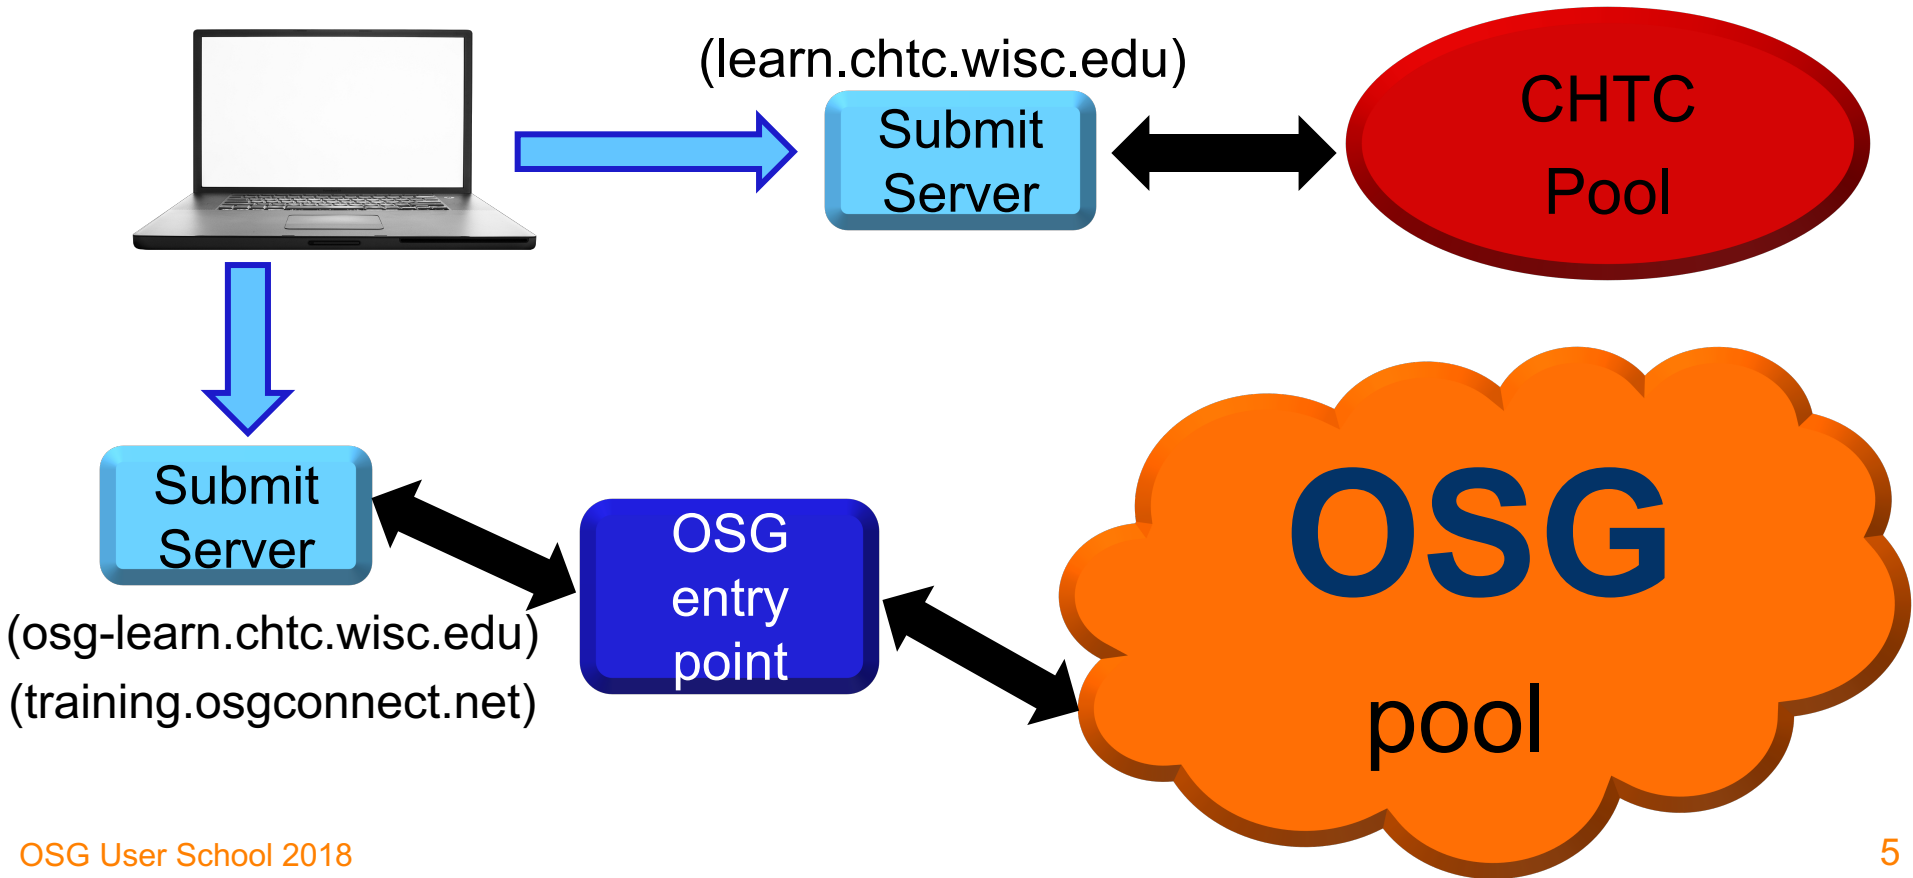 (learn.chtc.wisc.edu)
Submit
Server
CHTC
Pool
Submit
Server
(osg-learn.chtc.wisc.edu)
(training.osgconnect.net)
OSG
entry
point
OSG
pool
OSG User School 2018
5